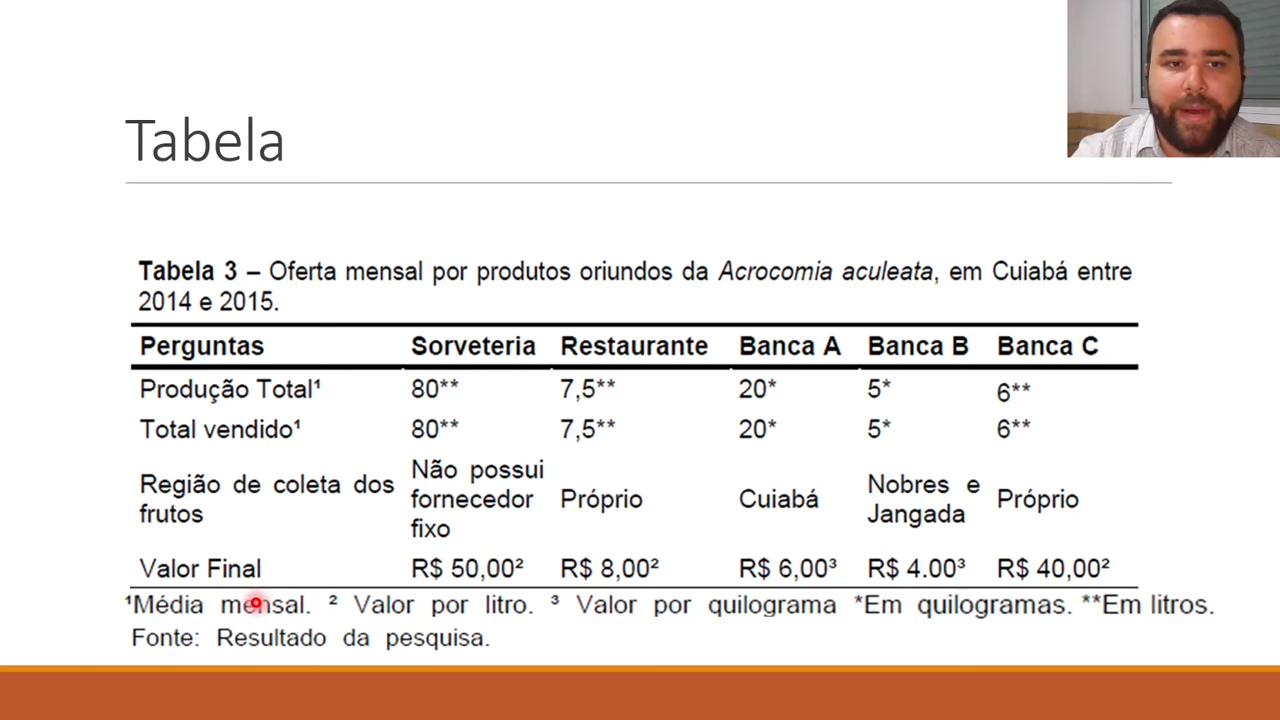 Tabela
Tabela 3 – Oferta mensal por produtos oriundos da Acrocomia aculeata, em Cuiabá entre
2014 e 2015.
Perguntas Sorveteria Restaurante Banca A Banca B Banca C
Produção Total¹ 80** 7,5** 20* 5* 6**
Total vendido¹ 80** 7,5** 20* 5* 6**
Região de coleta dos frutos Não possui fornecedor fixo Próprio Cuiabá Nobres e Jangada Próprio
Valor Final R$ 50,00² R$ 8,00² R$ 6,00³ R$ 4.00³ R$ 40,00²
¹Média mensal. ² Valor por litro. ³ Valor por quilograma *Em quilogramas. **Em litros.
Fonte: Resultado da pesquisa.